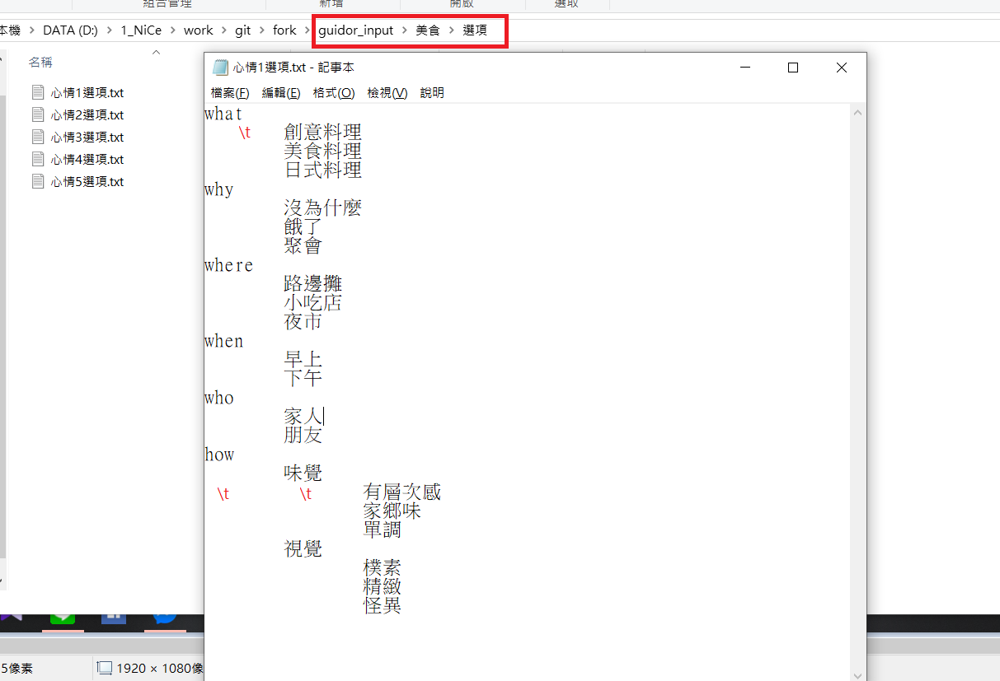 組合管理 新增 開啟 選取
本機 > DATA (D:) > 1_NiCe > work > git > fork > guidor_input > 美食 > 選項
名稱
心情1選項.txt
心情2選項.txt
心情3選項.txt
心情4選項.txt
心情5選項.txt
心情1選項.txt - 記事本
檔案(F) 編輯(E) 格式(O) 檢視(V) 說明
what
\t 創意料理
美食料理
日式料理
why
沒為什麼
餓了
聚會
where
路邊攤
小吃店
夜市
when
早上
下午
who
家人
朋友
how
味覺
\t \t 有層次感
家鄉味
單調
視覺
樸素
精緻
怪異
5像素 1920 × 1080像